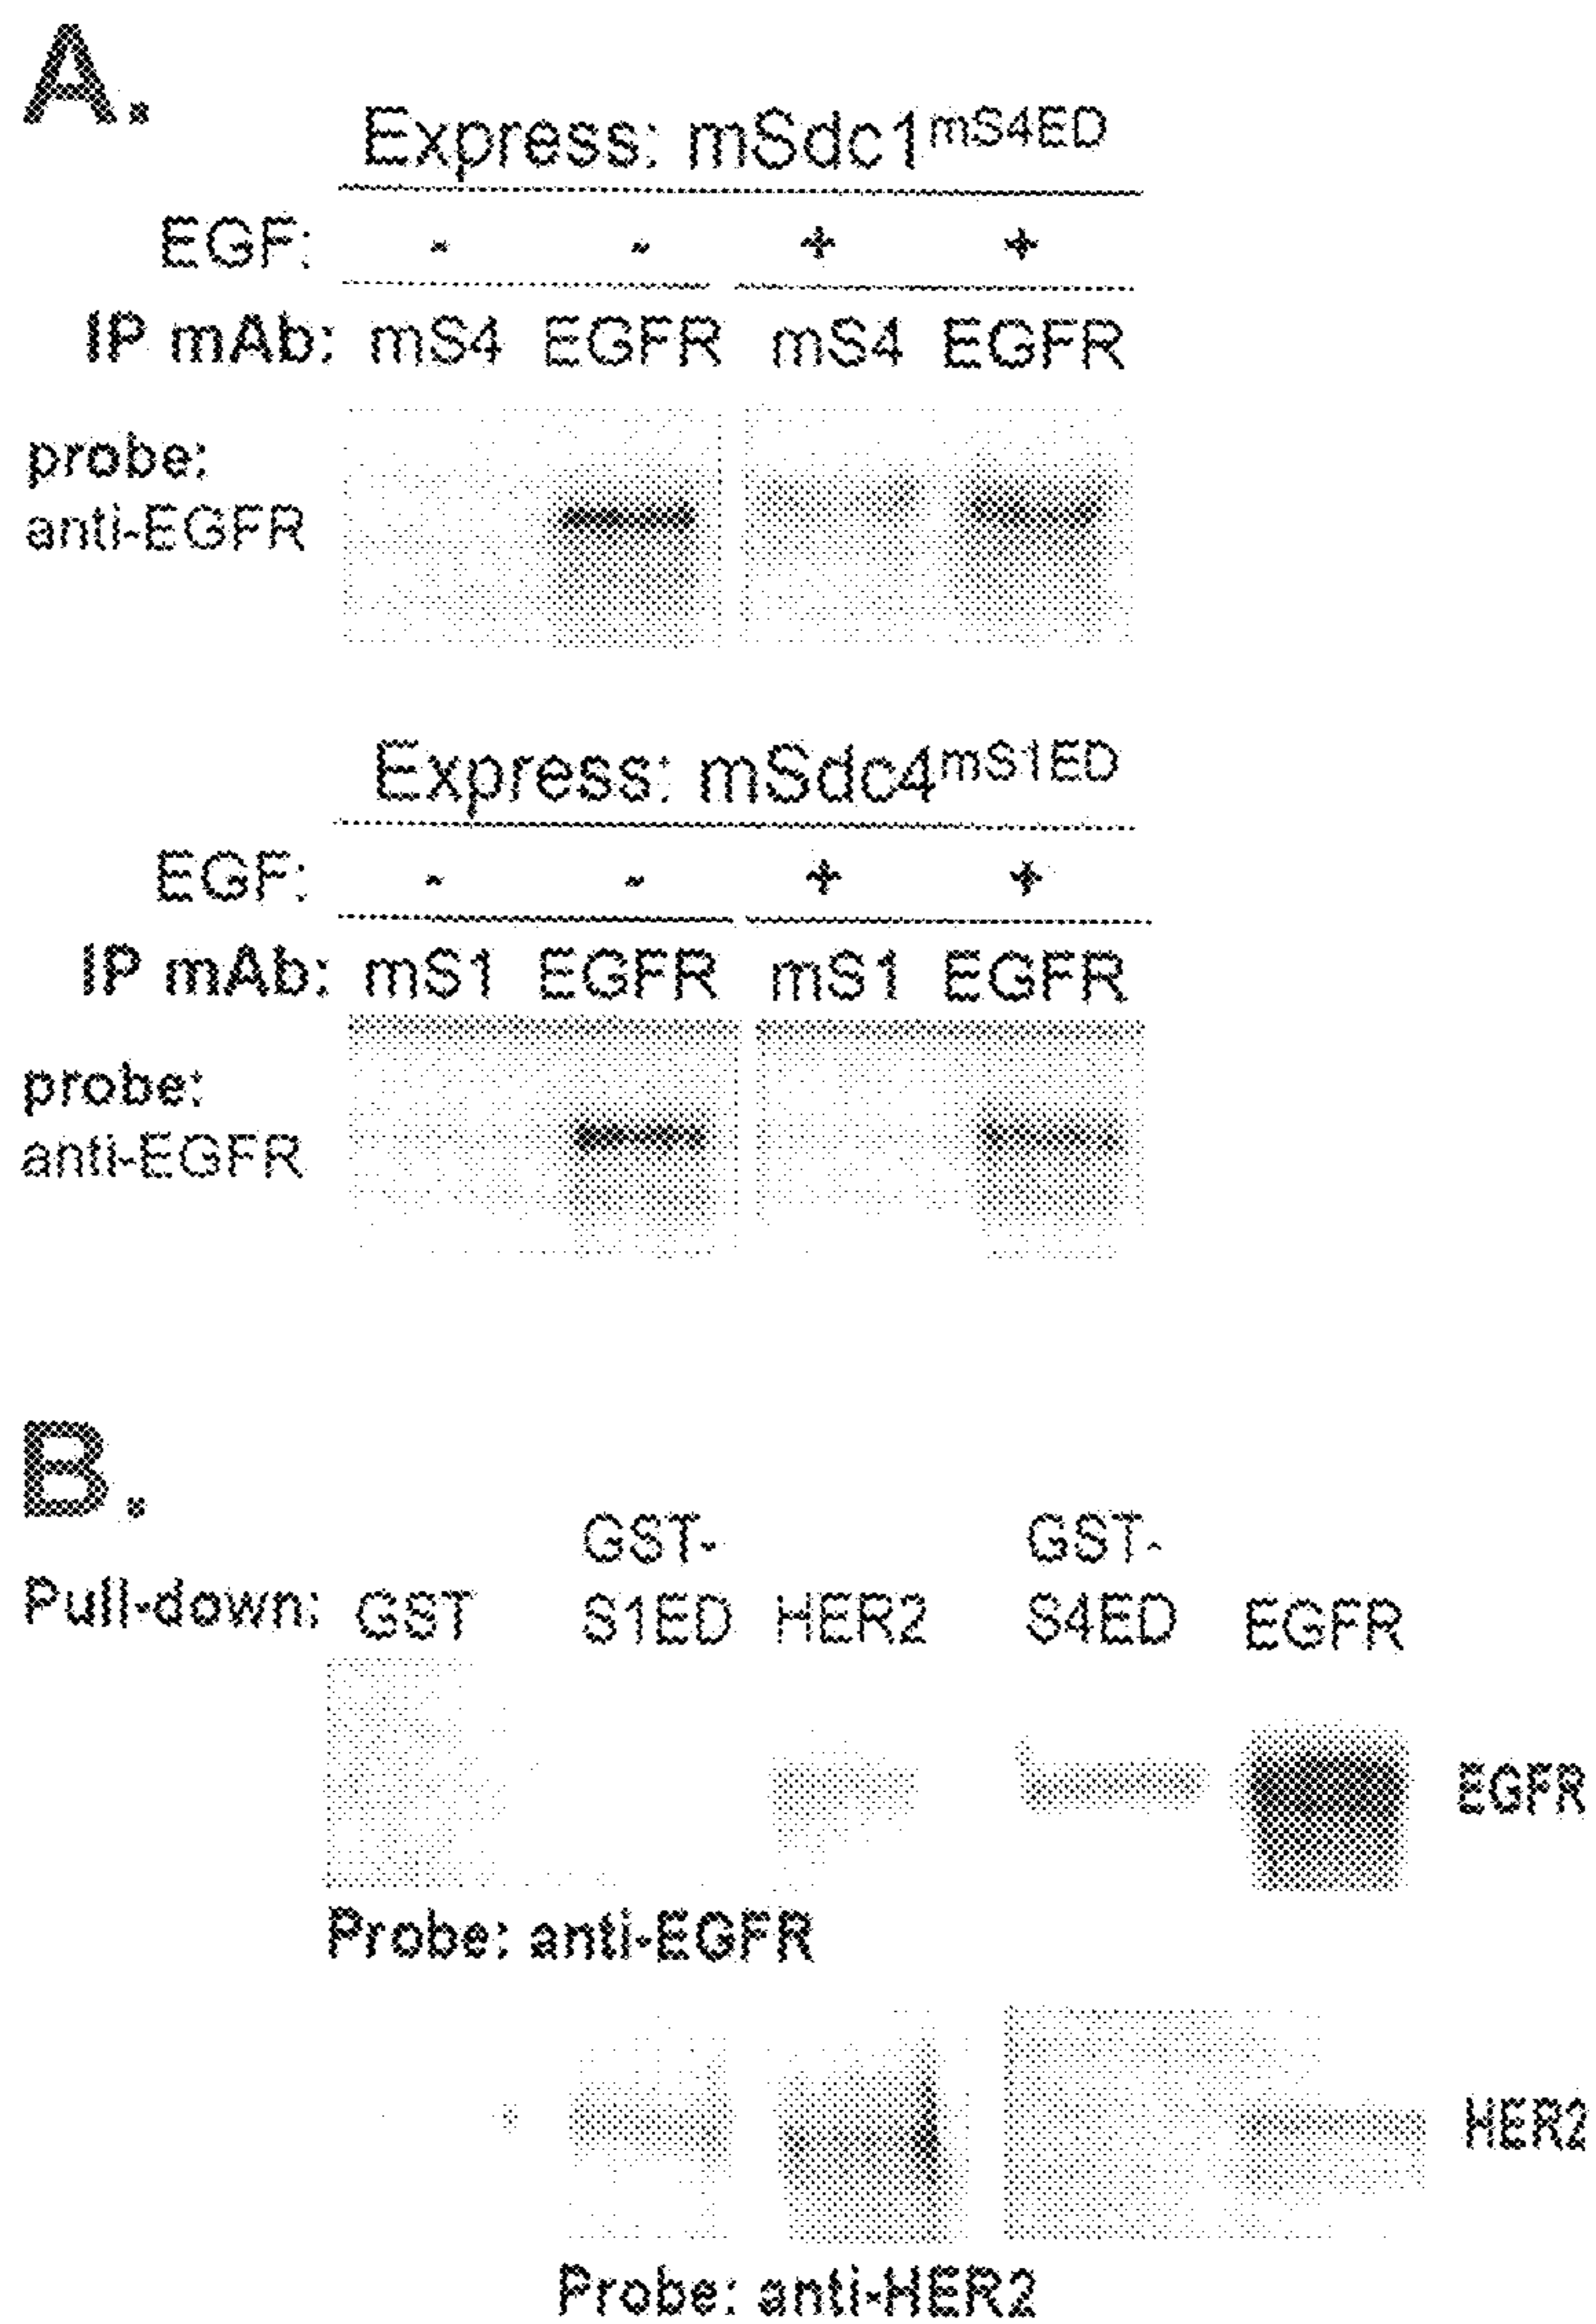 A.
Express: mSdc1mS4ED
EGF: - - + +
IP mAb: mS4 EGFR mS4 EGFR
probe:
anti-EGFR
Express: mSdc4mS1ED
EGF: - - + +
IP mAb: mS1 EGFR mS1 EGFR
probe:
anti-EGFR
B.
GST- GST-
Pull-down: GST S1ED HER2 S4ED EGFR
EGFR
Probe: anti-EGFR
HER2
Probe: anti-HER2